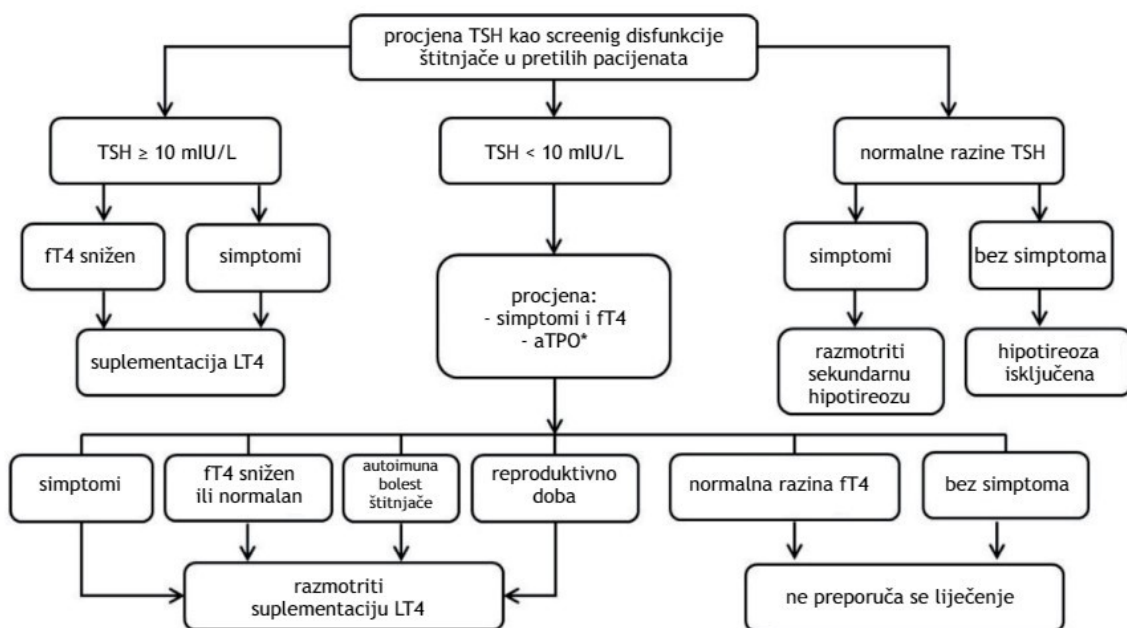 procjena TSH kao screenig disfunkcije
štitnjače u pretilih pacijenata
TSH ≥ 10 mIU/L
TSH < 10 mIU/L
normalne razine TSH
fT4 snižen
simptomi
simptomi
bez simptoma
procjena:
- simptomi i fT4
- aTPO*
suplementacija LT4
razmotriti
sekundarnu
hipotireozu
hipotireoza
isključena
simptomi
fT4 snižen
ili normalan
autoimuna
bolest
štitnjače
reproduktivno
doba
normalna razina fT4
bez simptoma
razmotriti
suplementaciju LT4
ne preporuča se liječenje